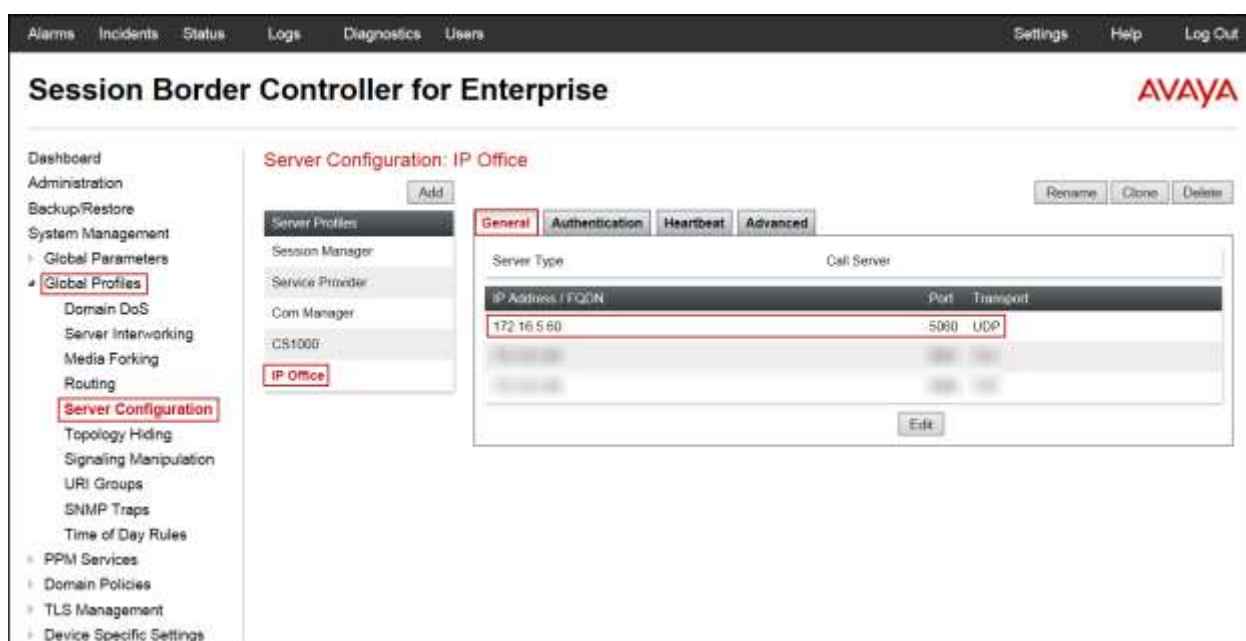 Alarms Incidents Status Logs Diagnostics Users Settings Help Log Out
Session Border Controller for Enterprise
AVAYA
Dashboard
Administration
Backup/Restore
System Management
Global Parameters
Global Profiles
Domain DoS
Server Interworking
Media Forking
Routing
Server Configuration
Topology Hiding
Signaling Manipulation
URI Groups
SNMP Traps
Time of Day Rules
PPM Services
Domain Policies
TLS Management
Device Specific Settings
Server Configuration: IP Office
Add
Rename Clone Delete
Server Profiles
Session Manager
Service Provider
Com Manager
CS1000
IP Office
General Authentication Heartbeat Advanced
Server Type Call Server
IP Address / FQDN Port Transport
172.16.5.60 5060 UDP
Edit